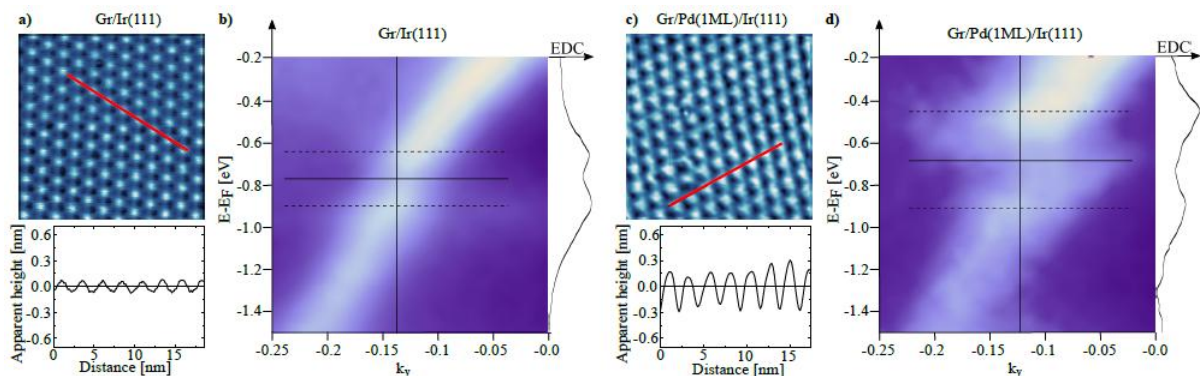 a) Gr/Ir(111)
Apparent height [nm]
0.6
0.3
0.0
-0.3
-0.6
0 5 10 15
Distance [nm]
b) Gr/Ir(111)
EDC
E-EF [eV]
-0.2
-0.4
-0.6
-0.8
-1.0
-1.2
-1.4
-0.25 -0.20 -0.15 -0.10 -0.05 -0.0
ky
c) Gr/Pd(1ML)/Ir(111)
Apparent height [nm]
0.6
0.3
0.0
-0.3
-0.6
0 5 10 15
Distance [nm]
d) Gr/Pd(1ML)/Ir(111)
EDC
E-EF [eV]
-0.2
-0.4
-0.6
-0.8
-1.0
-1.2
-1.4
-0.25 -0.20 -0.15 -0.10 -0.05 -0.0
ky